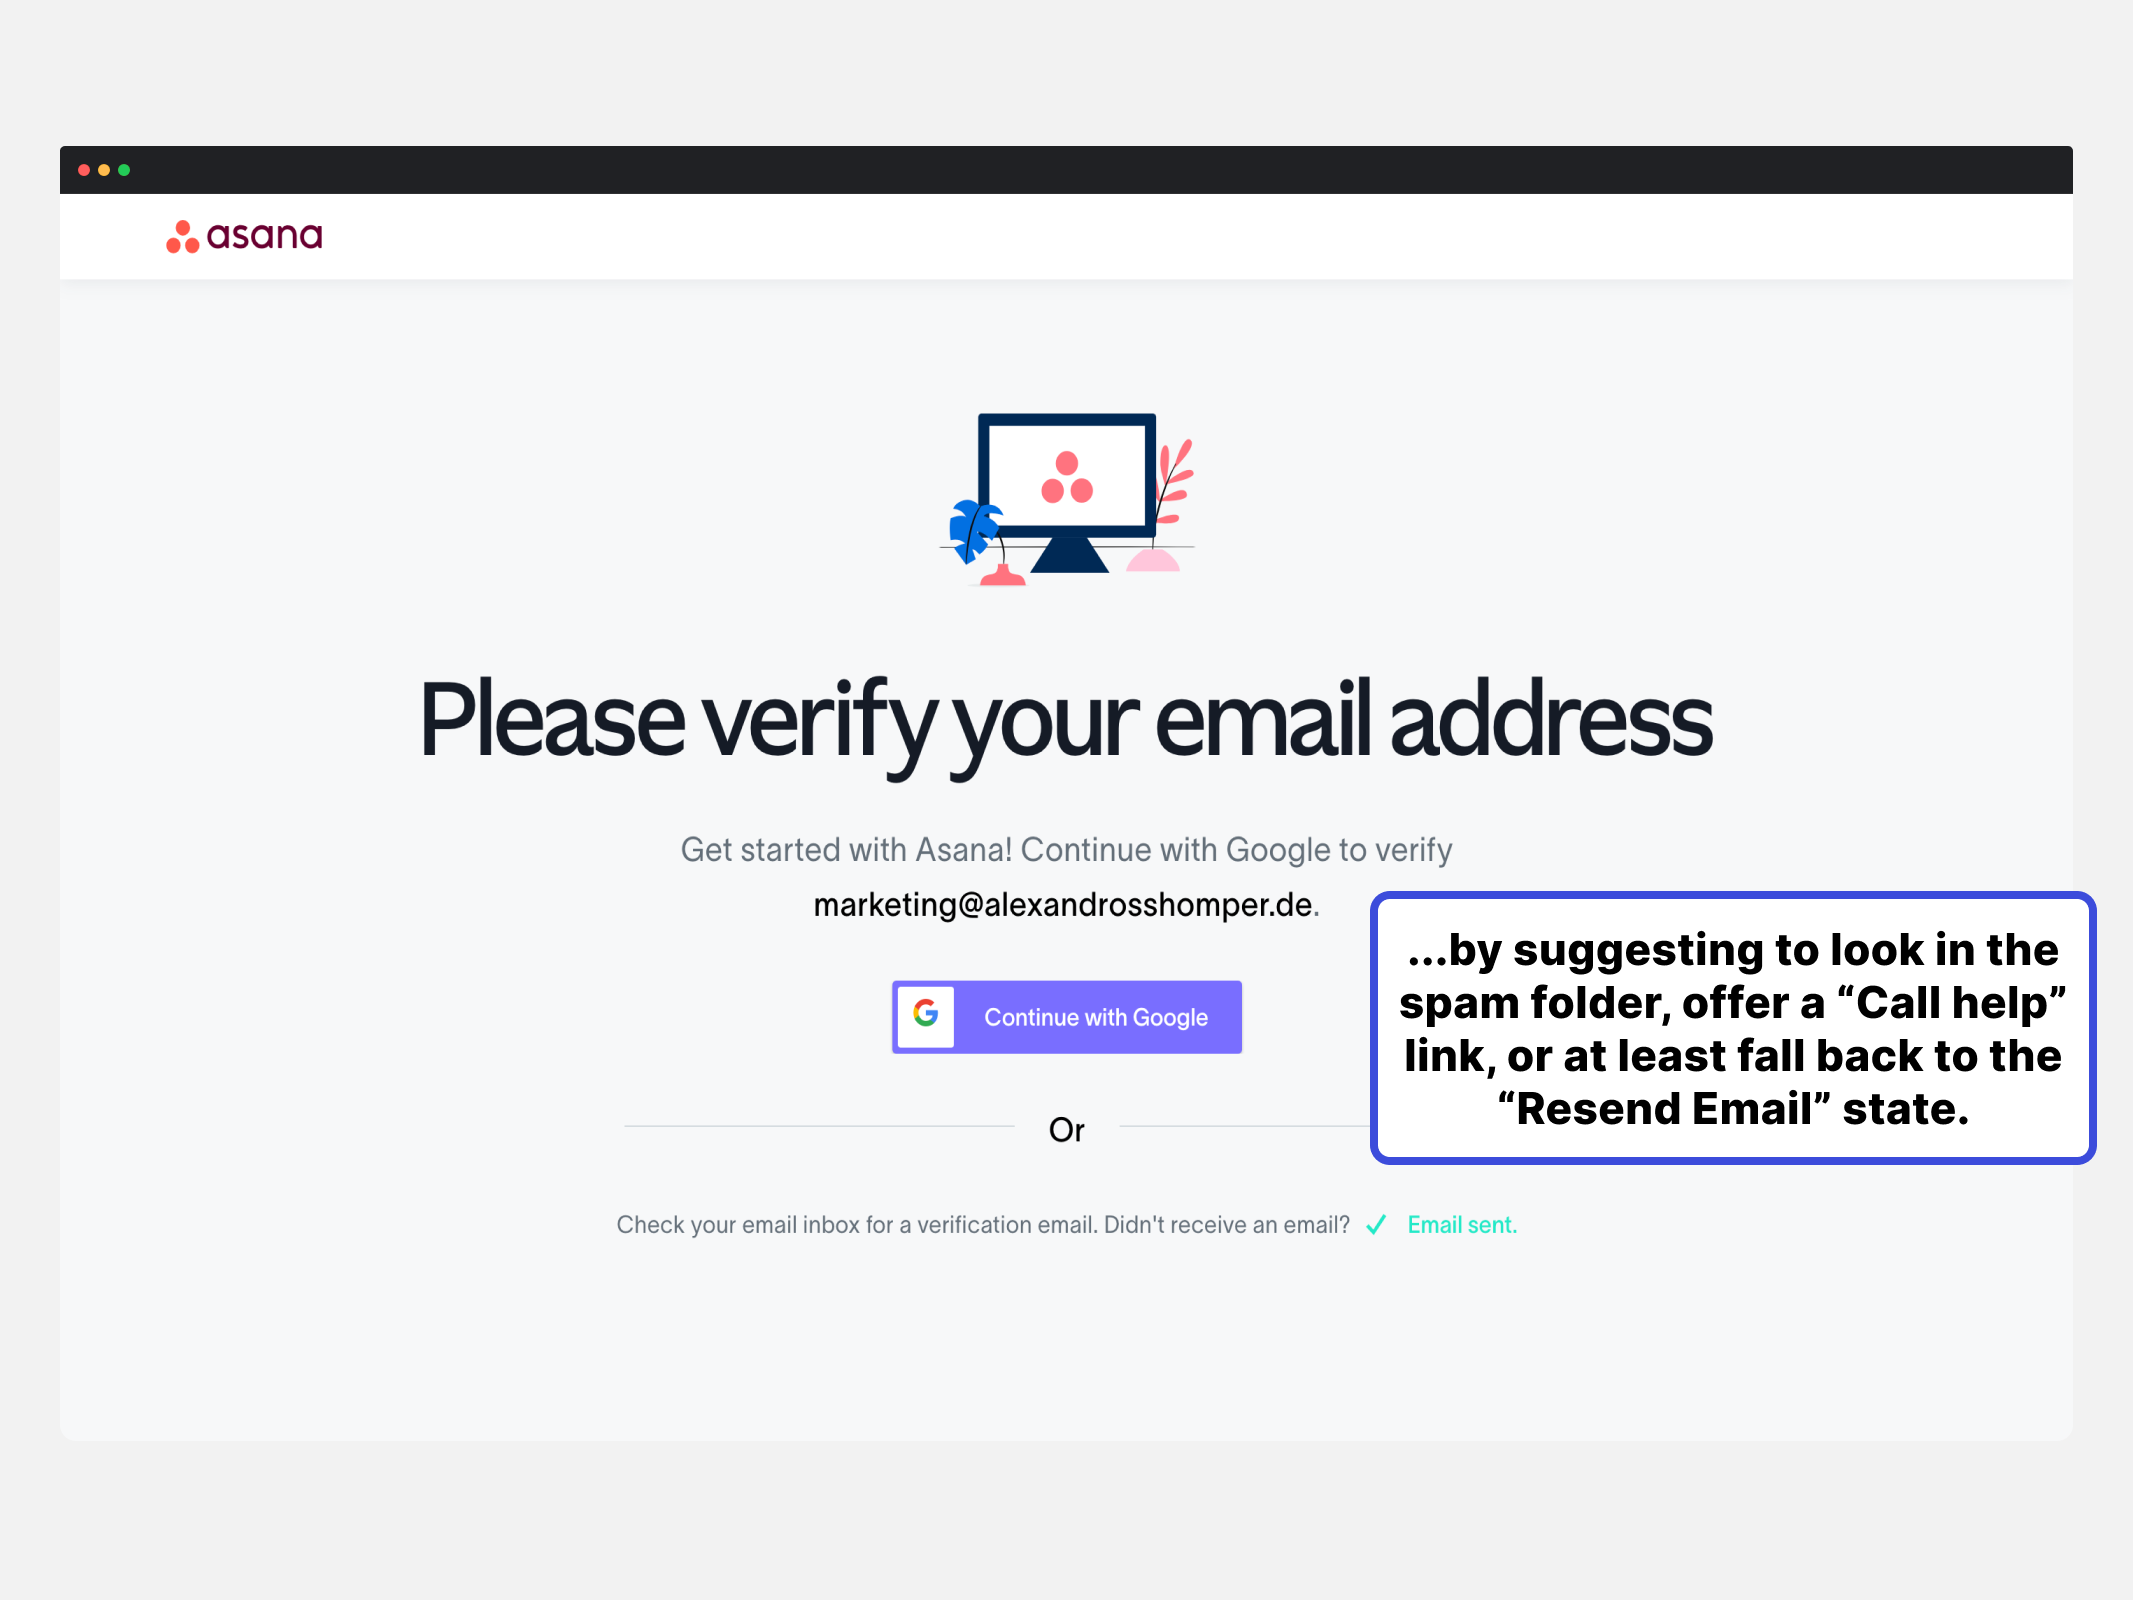 asana
Please verify your email address
Get started with Asana! Continue with Google to verify
marketing@alexandrosshomper.de.
Continue with Google
Or
...by suggesting to look in the
spam folder, offer a “Call help”
link, or at least fall back to the
“Resend Email” state.
Check your email inbox for a verification email. Didn't receive an email? ✓ Email sent.